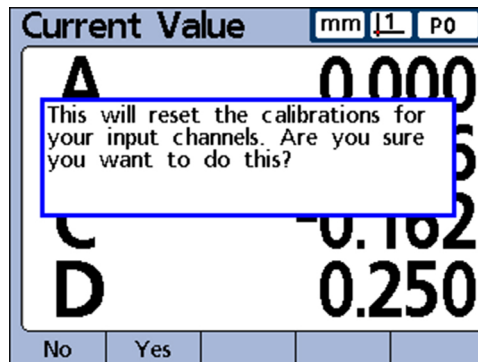 Current Value mm 1 P0
A 0.000
This will reset the calibrations for
your input channels. Are you sure
you want to do this?
C -0.162
D 0.250
No Yes